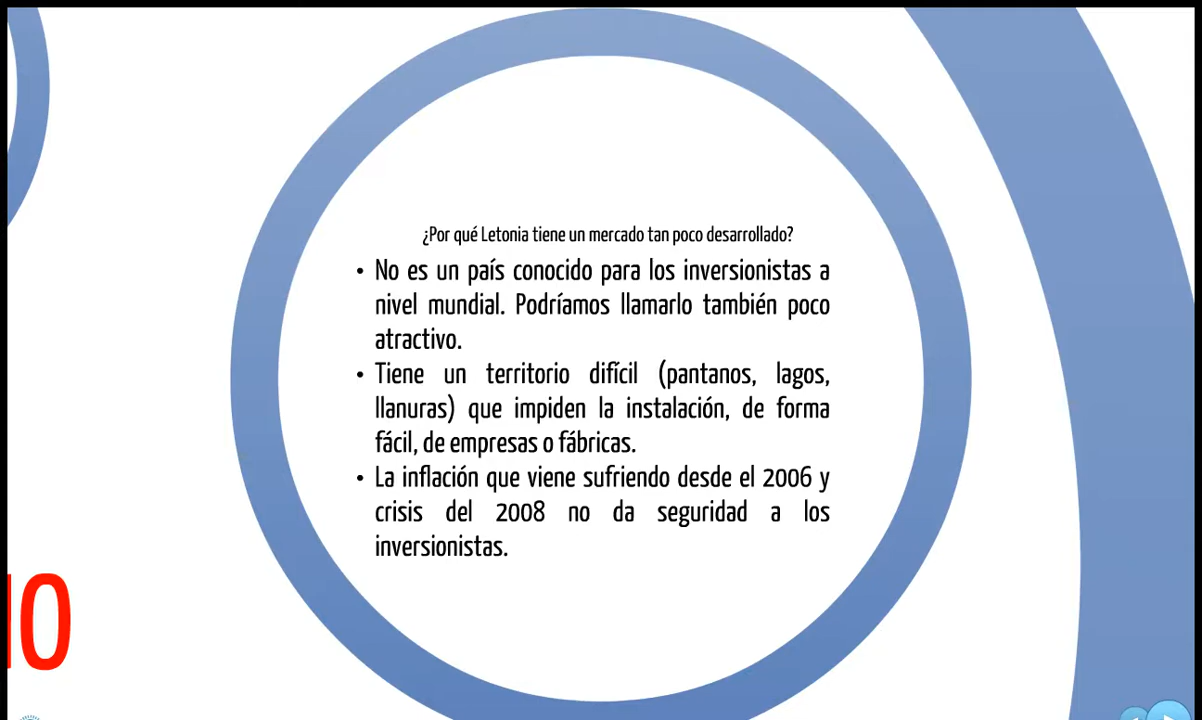 ¿Por qué Letonia tiene un mercado tan poco desarrollado?
• No es un país conocido para los inversionistas a
nivel mundial. Podríamos llamarlo también poco
atractivo.
• Tiene un territorio difícil (pantanos, lagos,
llanuras) que impiden la instalación, de forma
fácil, de empresas o fábricas.
• La inflación que viene sufriendo desde el 2006 y
crisis del 2008 no da seguridad a los
inversionistas.